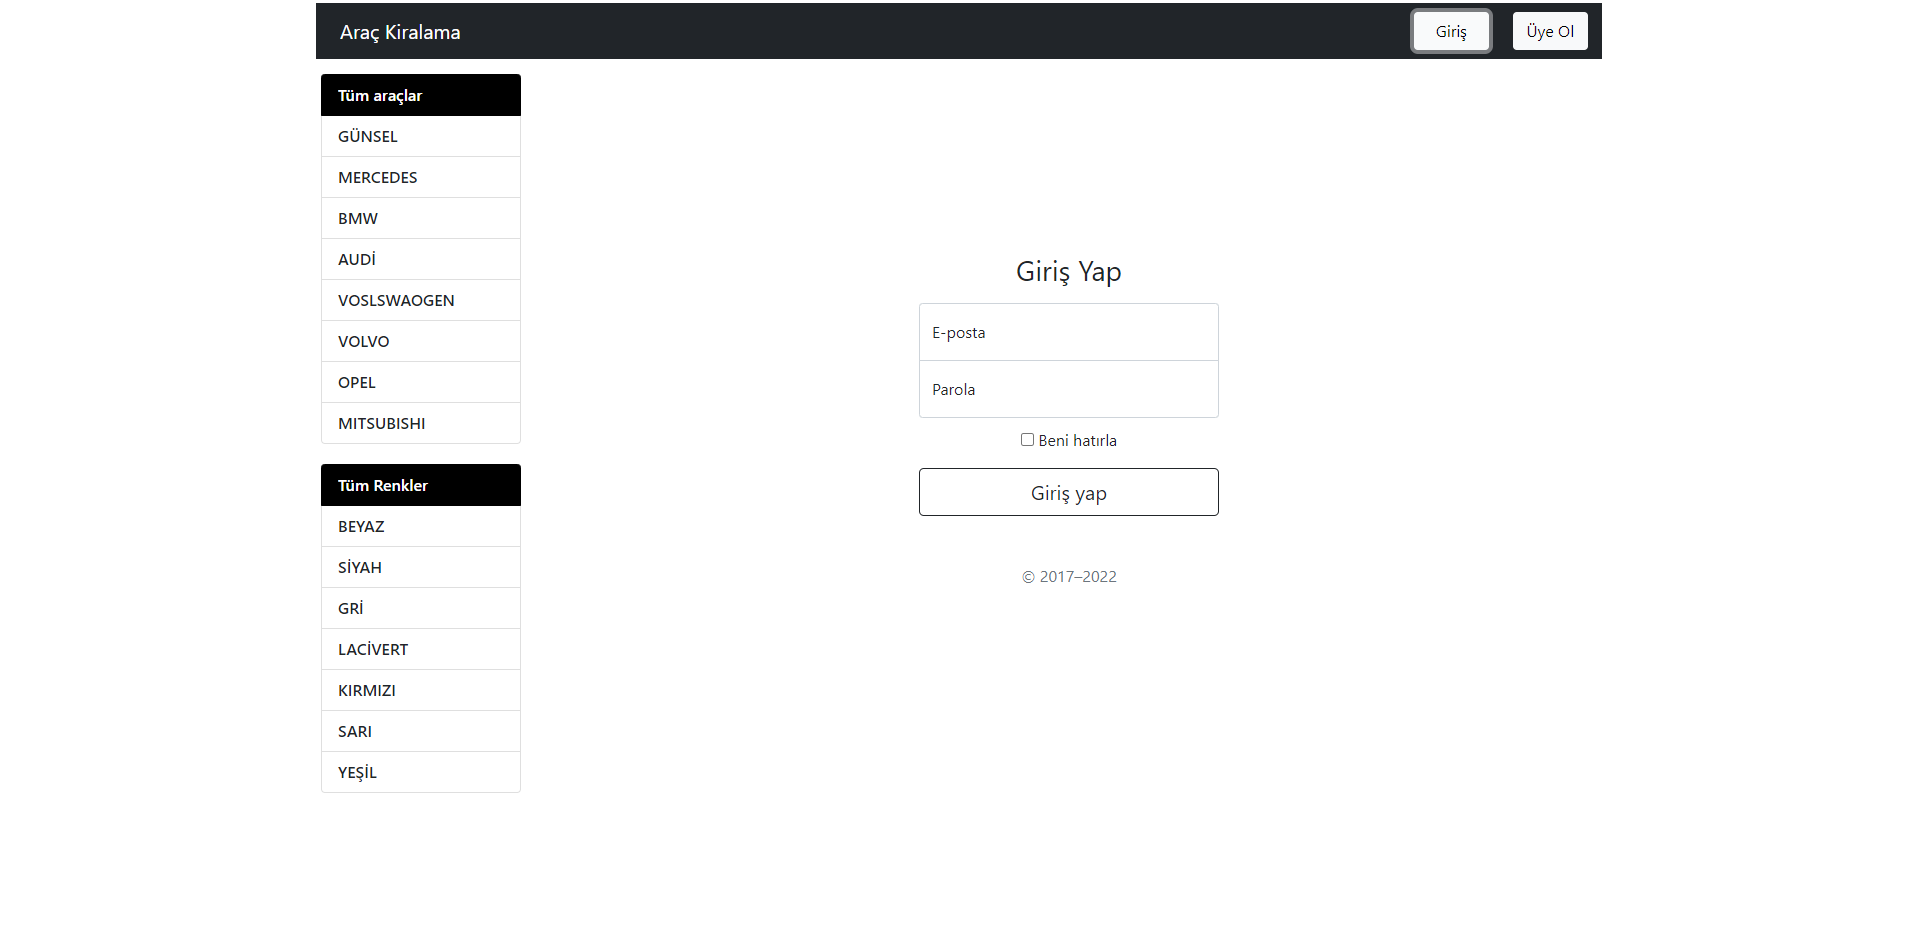 Araç Kiralama
Giriş
Üye Ol
Tüm araçlar
GÜNSEL
MERCEDES
BMW
AUDİ
VOSLSWAOGEN
VOLVO
OPEL
MITSUBISHI
Tüm Renkler
BEYAZ
SİYAH
GRİ
LACİVERT
KIRMIZI
SARI
YEŞİL
Giriş Yap
E-posta
Parola
Beni hatırla
Giriş yap
© 2017–2022